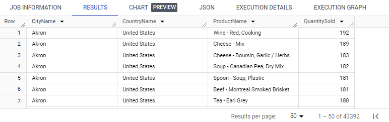 JOB INFORMATION RESULTS CHART PREVIEW JSON EXECUTION DETAILS EXECUTION GRAPH
Row CityName CountryName ProductName QuantitySold
1 Akron United States Wine - Red, Cooking 192
2 Akron United States Cheese - Mix 189
3 Akron United States Cheese - Boursin, Garlic / Herbs 183
4 Akron United States Soup - Canadian Pea, Dry Mix 182
5 Akron United States Spoon - Soup, Plastic 181
6 Akron United States Beef - Montreal Smoked Brisket 181
7 Akron United States Tea - Earl Grey 180
Results per page: 50 1 – 50 of 43392